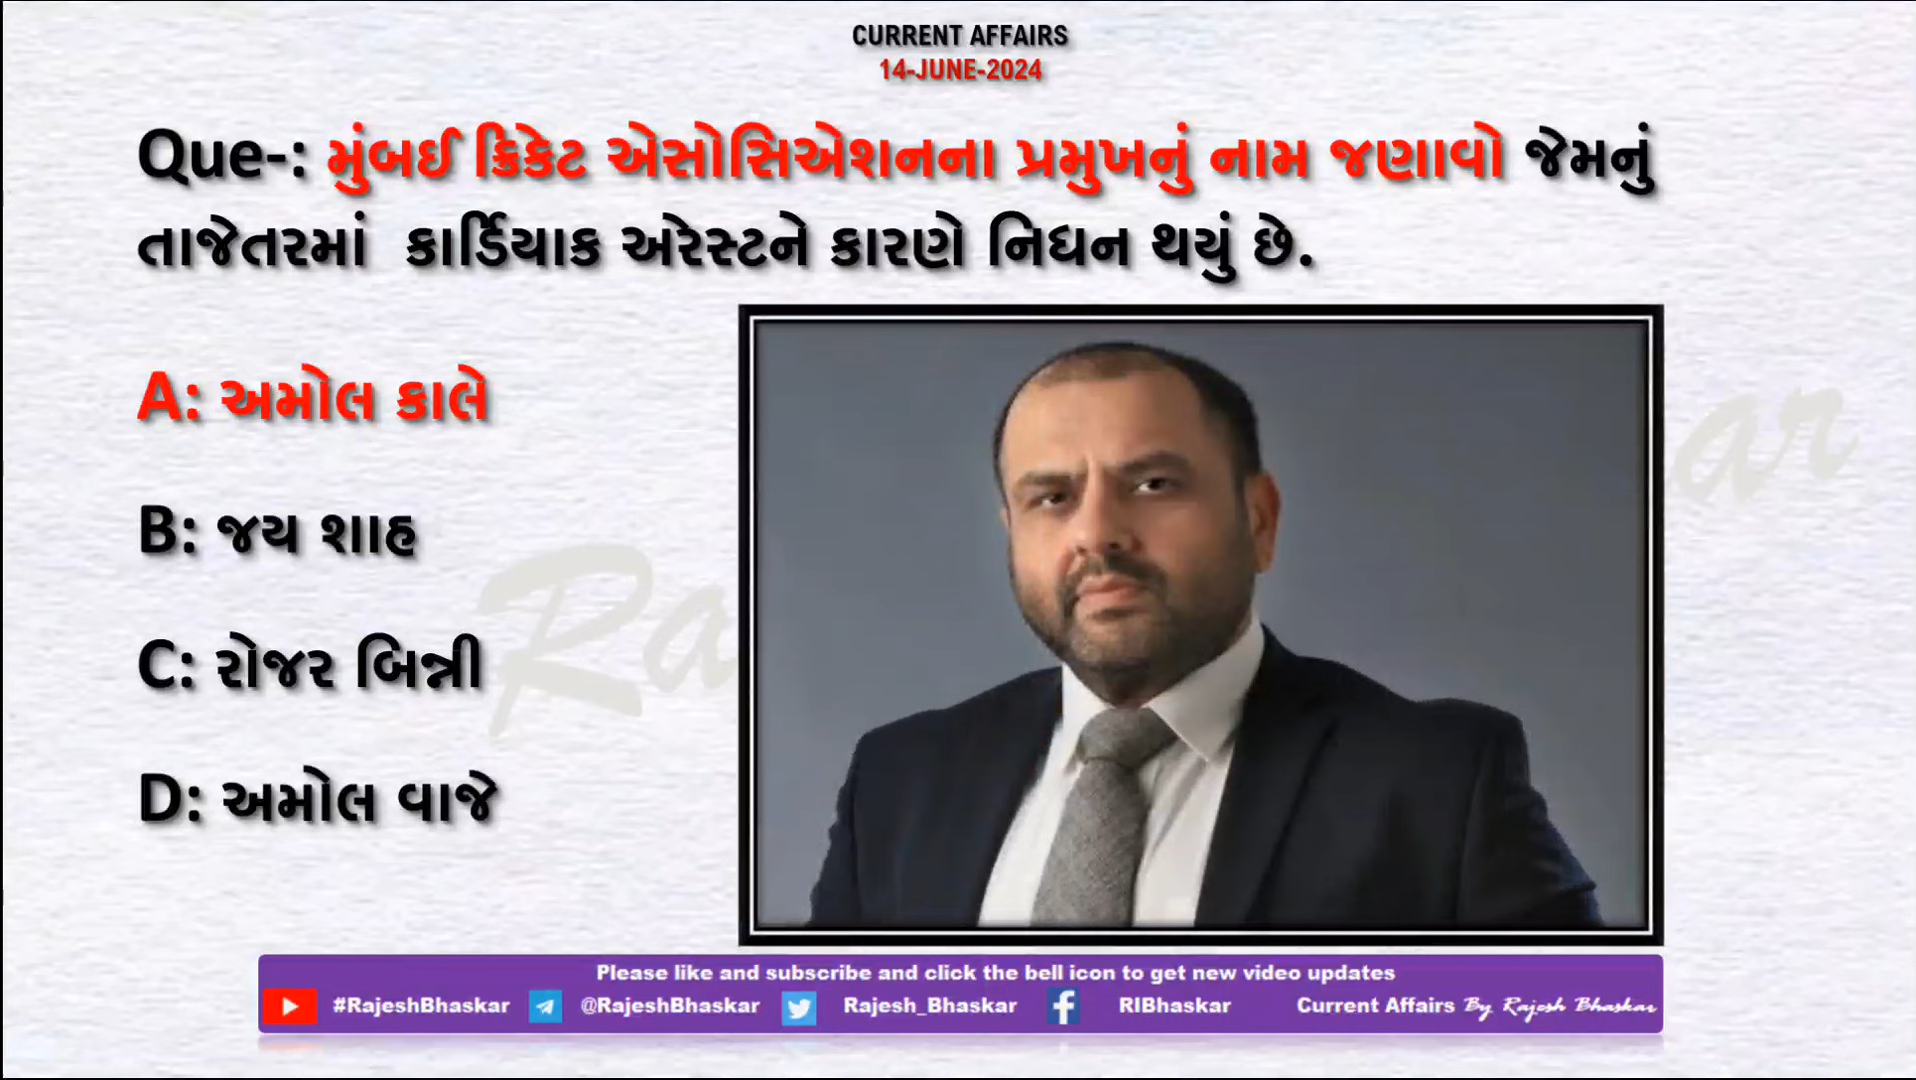 CURRENT AFFAIRS
14-JUNE-2024
Que-: મુંબઈ ક્રિકેટ એસોસિએશનના પ્રમુખનું નામ જણાવો જેમનું
તાજેતરમાં કાર્ડિયાક અરેસ્ટને કારણે નિધન થયું છે.
A: અમોલ કાલે
B: જય શાહ
C: રોજર બિન્ની
D: અમોલ વાજે
Ra
ar
Please like and subscribe and click the bell icon to get new video updates
#RajeshBhaskar @RajeshBhaskar Rajesh_Bhaskar RIBhaskar Current Affairs By Rajesh Bhaskar